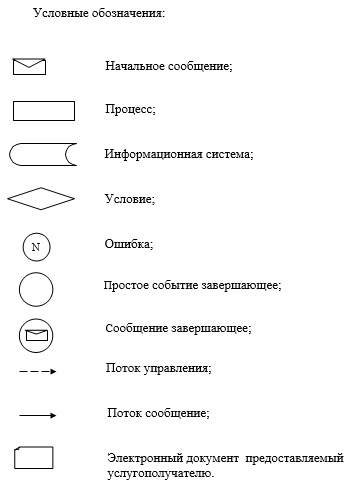 Условные обозначения:
Начальное сообщение;
Процесс;
Информационная система;
Условие;
N
Ошибка;
Простое событие завершающее;
Сообщение завершающее;
Поток управления;
Поток сообщение;
Электронный документ предоставляемый
услугополучателю.